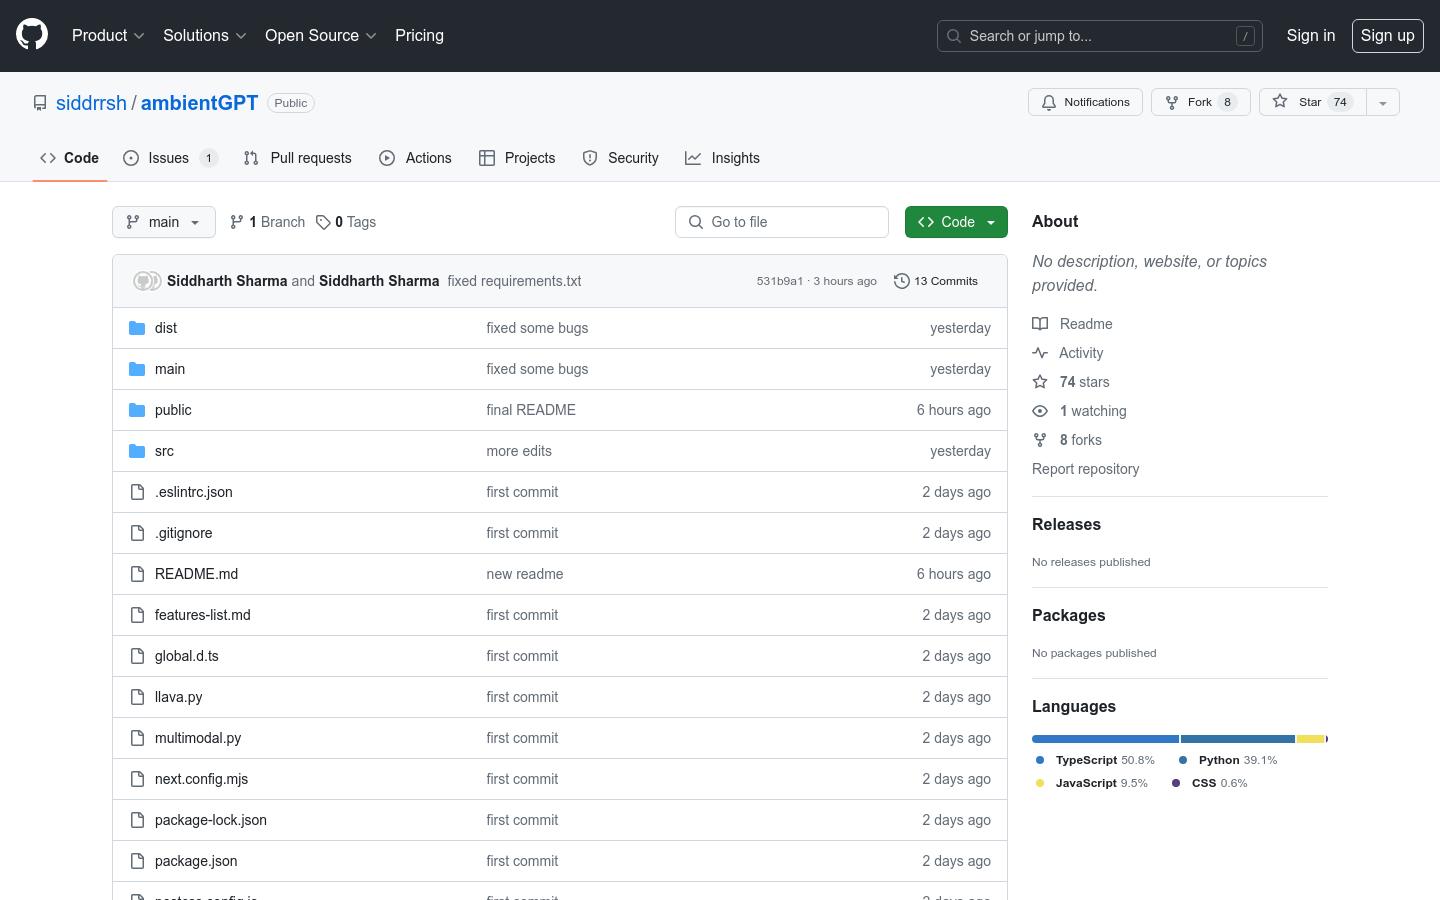 Product Solutions Open Source Pricing Search or jump to... / Sign in Sign up
siddrrsh / ambientGPT Public Notifications Fork 8 Star 74
Code Issues 1 Pull requests Actions Projects Security Insights
main 1 Branch 0 Tags Go to file Code
Siddharth Sharma and Siddharth Sharma fixed requirements.txt 531b9a1 · 3 hours ago 13 Commits
dist fixed some bugs yesterday
main fixed some bugs yesterday
public final README 6 hours ago
src more edits yesterday
.eslintrc.json first commit 2 days ago
.gitignore first commit 2 days ago
README.md new readme 6 hours ago
features-list.md first commit 2 days ago
global.d.ts first commit 2 days ago
llava.py first commit 2 days ago
multimodal.py first commit 2 days ago
next.config.mjs first commit 2 days ago
package-lock.json first commit 2 days ago
package.json first commit 2 days ago
first commit 2 days ago
About
No description, website, or topics
provided.
Readme
Activity
74 stars
1 watching
8 forks
Report repository
Releases
No releases published
Packages
No packages published
Languages
TypeScript 50.8% Python 39.1%
JavaScript 9.5% CSS 0.6%